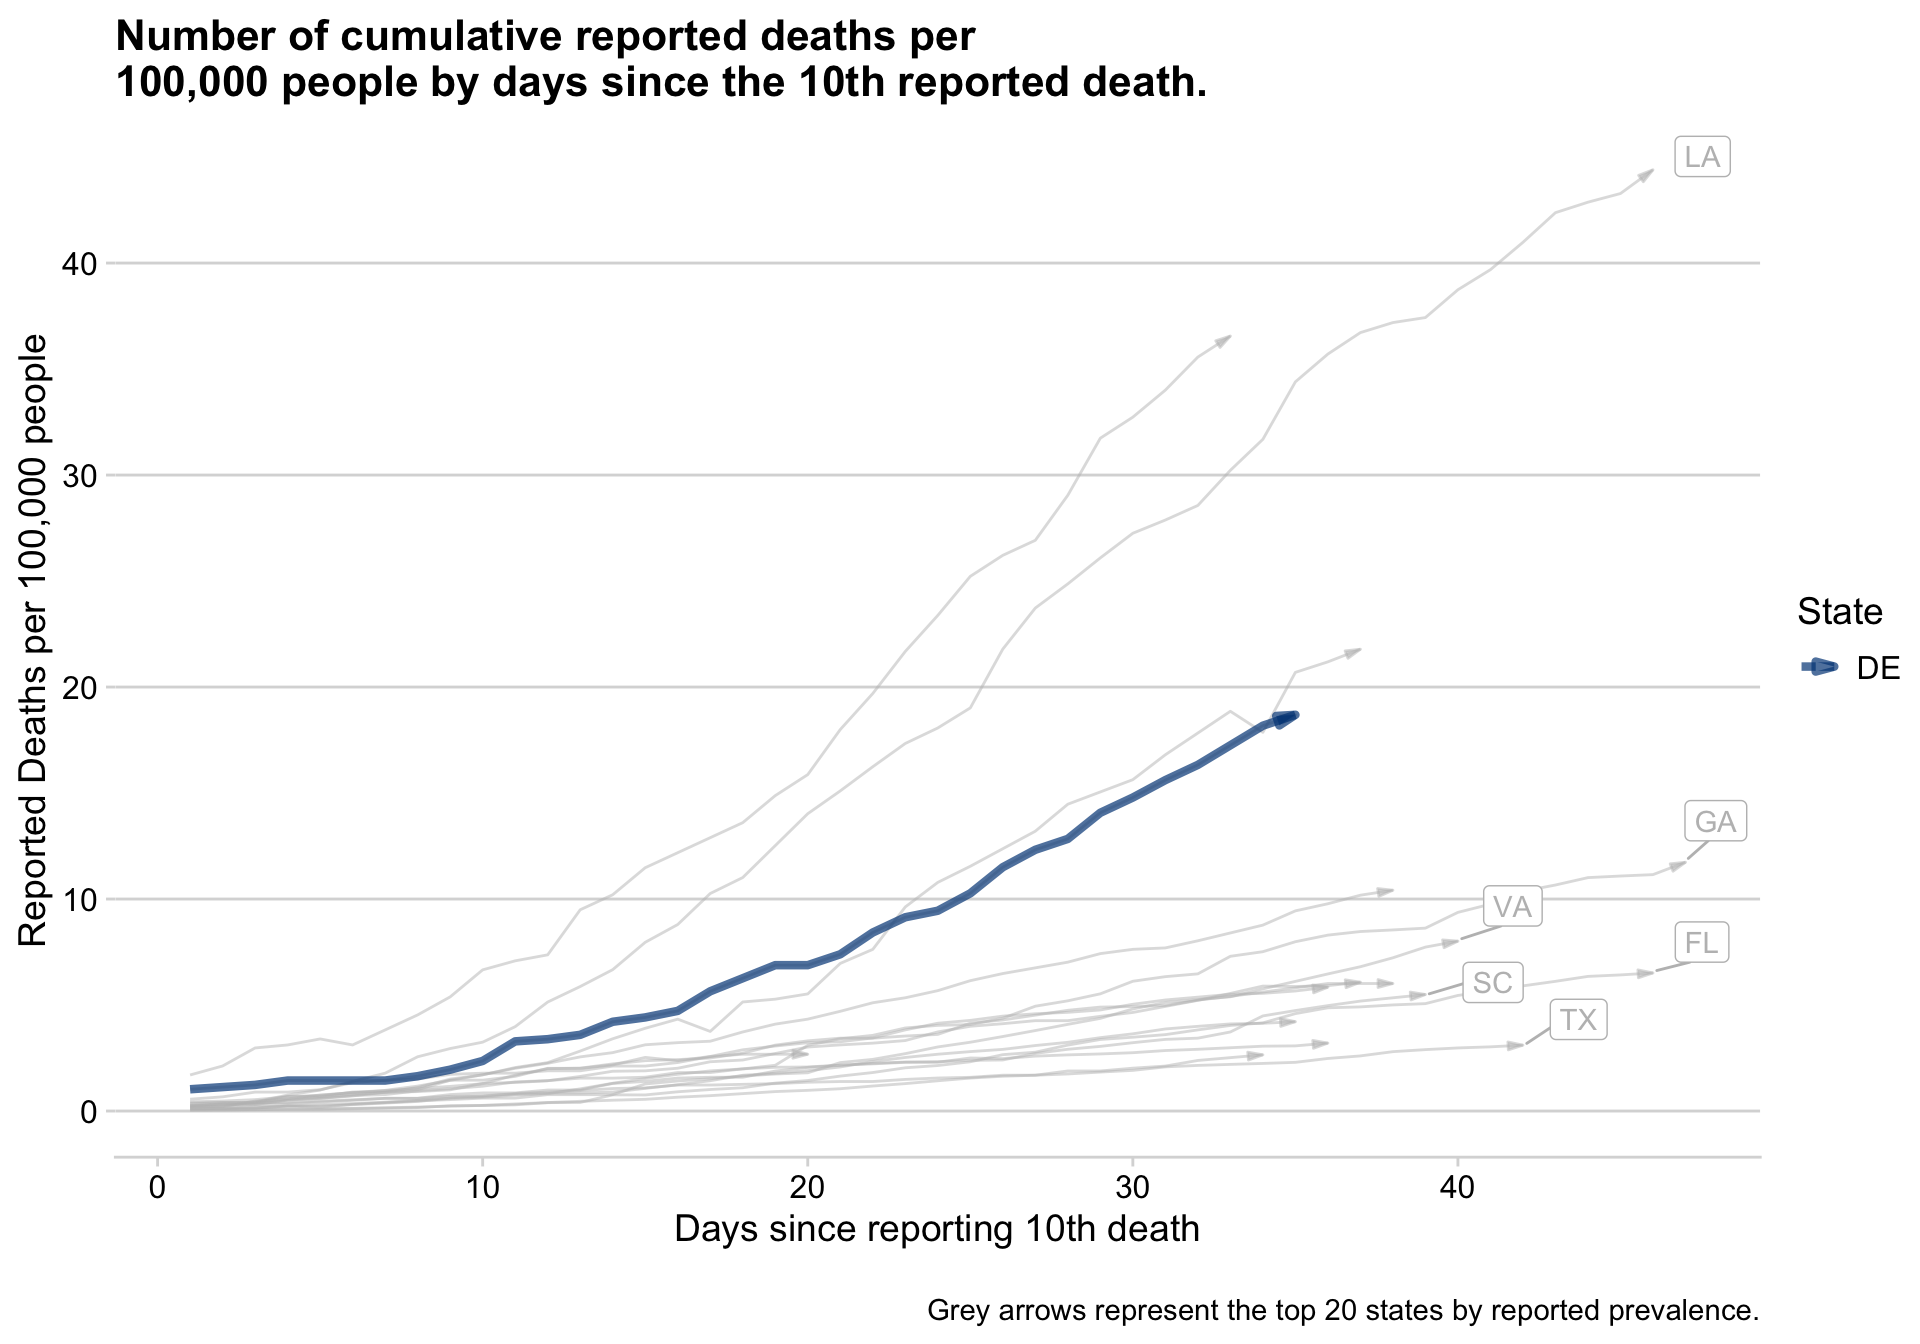 Number of cumulative reported deaths per
100,000 people by days since the 10th reported death.
Reported Deaths per 100,000 people
40
30
20
10
0
LA
GA
VA
FL
SC
TX
State
DE
0 10 20 30 40
Days since reporting 10th death
Grey arrows represent the top 20 states by reported prevalence.